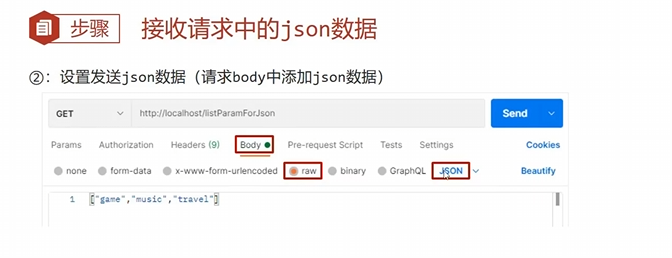 步骤 接收请求中的json数据
②：设置发送json数据（请求body中添加json数据）
GET http://localhost/listParamForJson Send
Params Authorization Headers (9) Body Pre-request Script Tests Settings Cookies
none form-data x-www-form-urlencoded raw binary GraphQL JSON Beautify
1 ["game","music","travel"]